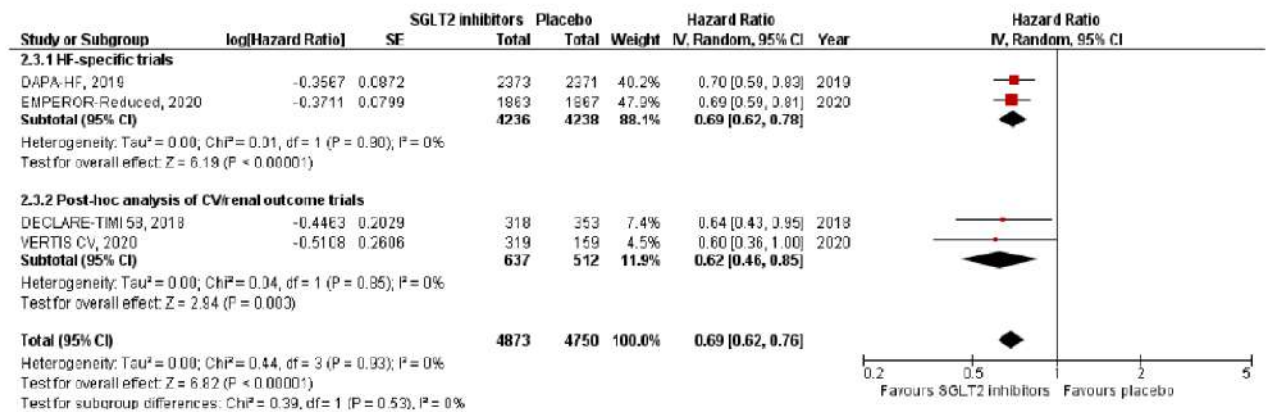 SGLT2 inhibitors Placebo Hazard Ratio Hazard Ratio
Study or Subgroup log[Hazard Ratio] SE Total Total Weight IV, Random, 95% CI Year IV, Random, 95% CI
2.3.1 HF-specific trials
DAPA-HF, 2019 -0.3567 0.0872 2373 2371 40.2% 0.70 [0.59, 0.83] 2019
EMPEROR-Reduced, 2020 -0.3711 0.0799 1863 1867 47.9% 0.69 [0.59, 0.81] 2020
Subtotal (95% CI) 4236 4238 88.1% 0.69 [0.62, 0.78]
Heterogeneity: Tau² = 0.00; Chi² = 0.01, df = 1 (P = 0.90); I² = 0%
Test for overall effect: Z = 6.19 (P < 0.00001)
2.3.2 Post-hoc analysis of CV/renal outcome trials
DECLARE-TIMI 58, 2018 -0.4463 0.2029 318 353 7.4% 0.64 [0.43, 0.95] 2018
VERTIS CV, 2020 -0.5108 0.2606 319 159 4.5% 0.60 [0.36, 1.00] 2020
Subtotal (95% CI) 637 512 11.9% 0.62 [0.46, 0.85]
Heterogeneity: Tau² = 0.00; Chi² = 0.04, df = 1 (P = 0.85); I² = 0%
Test for overall effect: Z = 2.94 (P = 0.003)
Total (95% CI) 4873 4750 100.0% 0.69 [0.62, 0.76]
Heterogeneity: Tau² = 0.00; Chi² = 0.44, df = 3 (P = 0.93); I² = 0%
Test for overall effect: Z = 6.82 (P < 0.00001)
Test for subgroup differences: Chi² = 0.39, df = 1 (P = 0.53), I² = 0%
0.2 0.5 1 2 5
Favours SGLT2 inhibitors Favours placebo